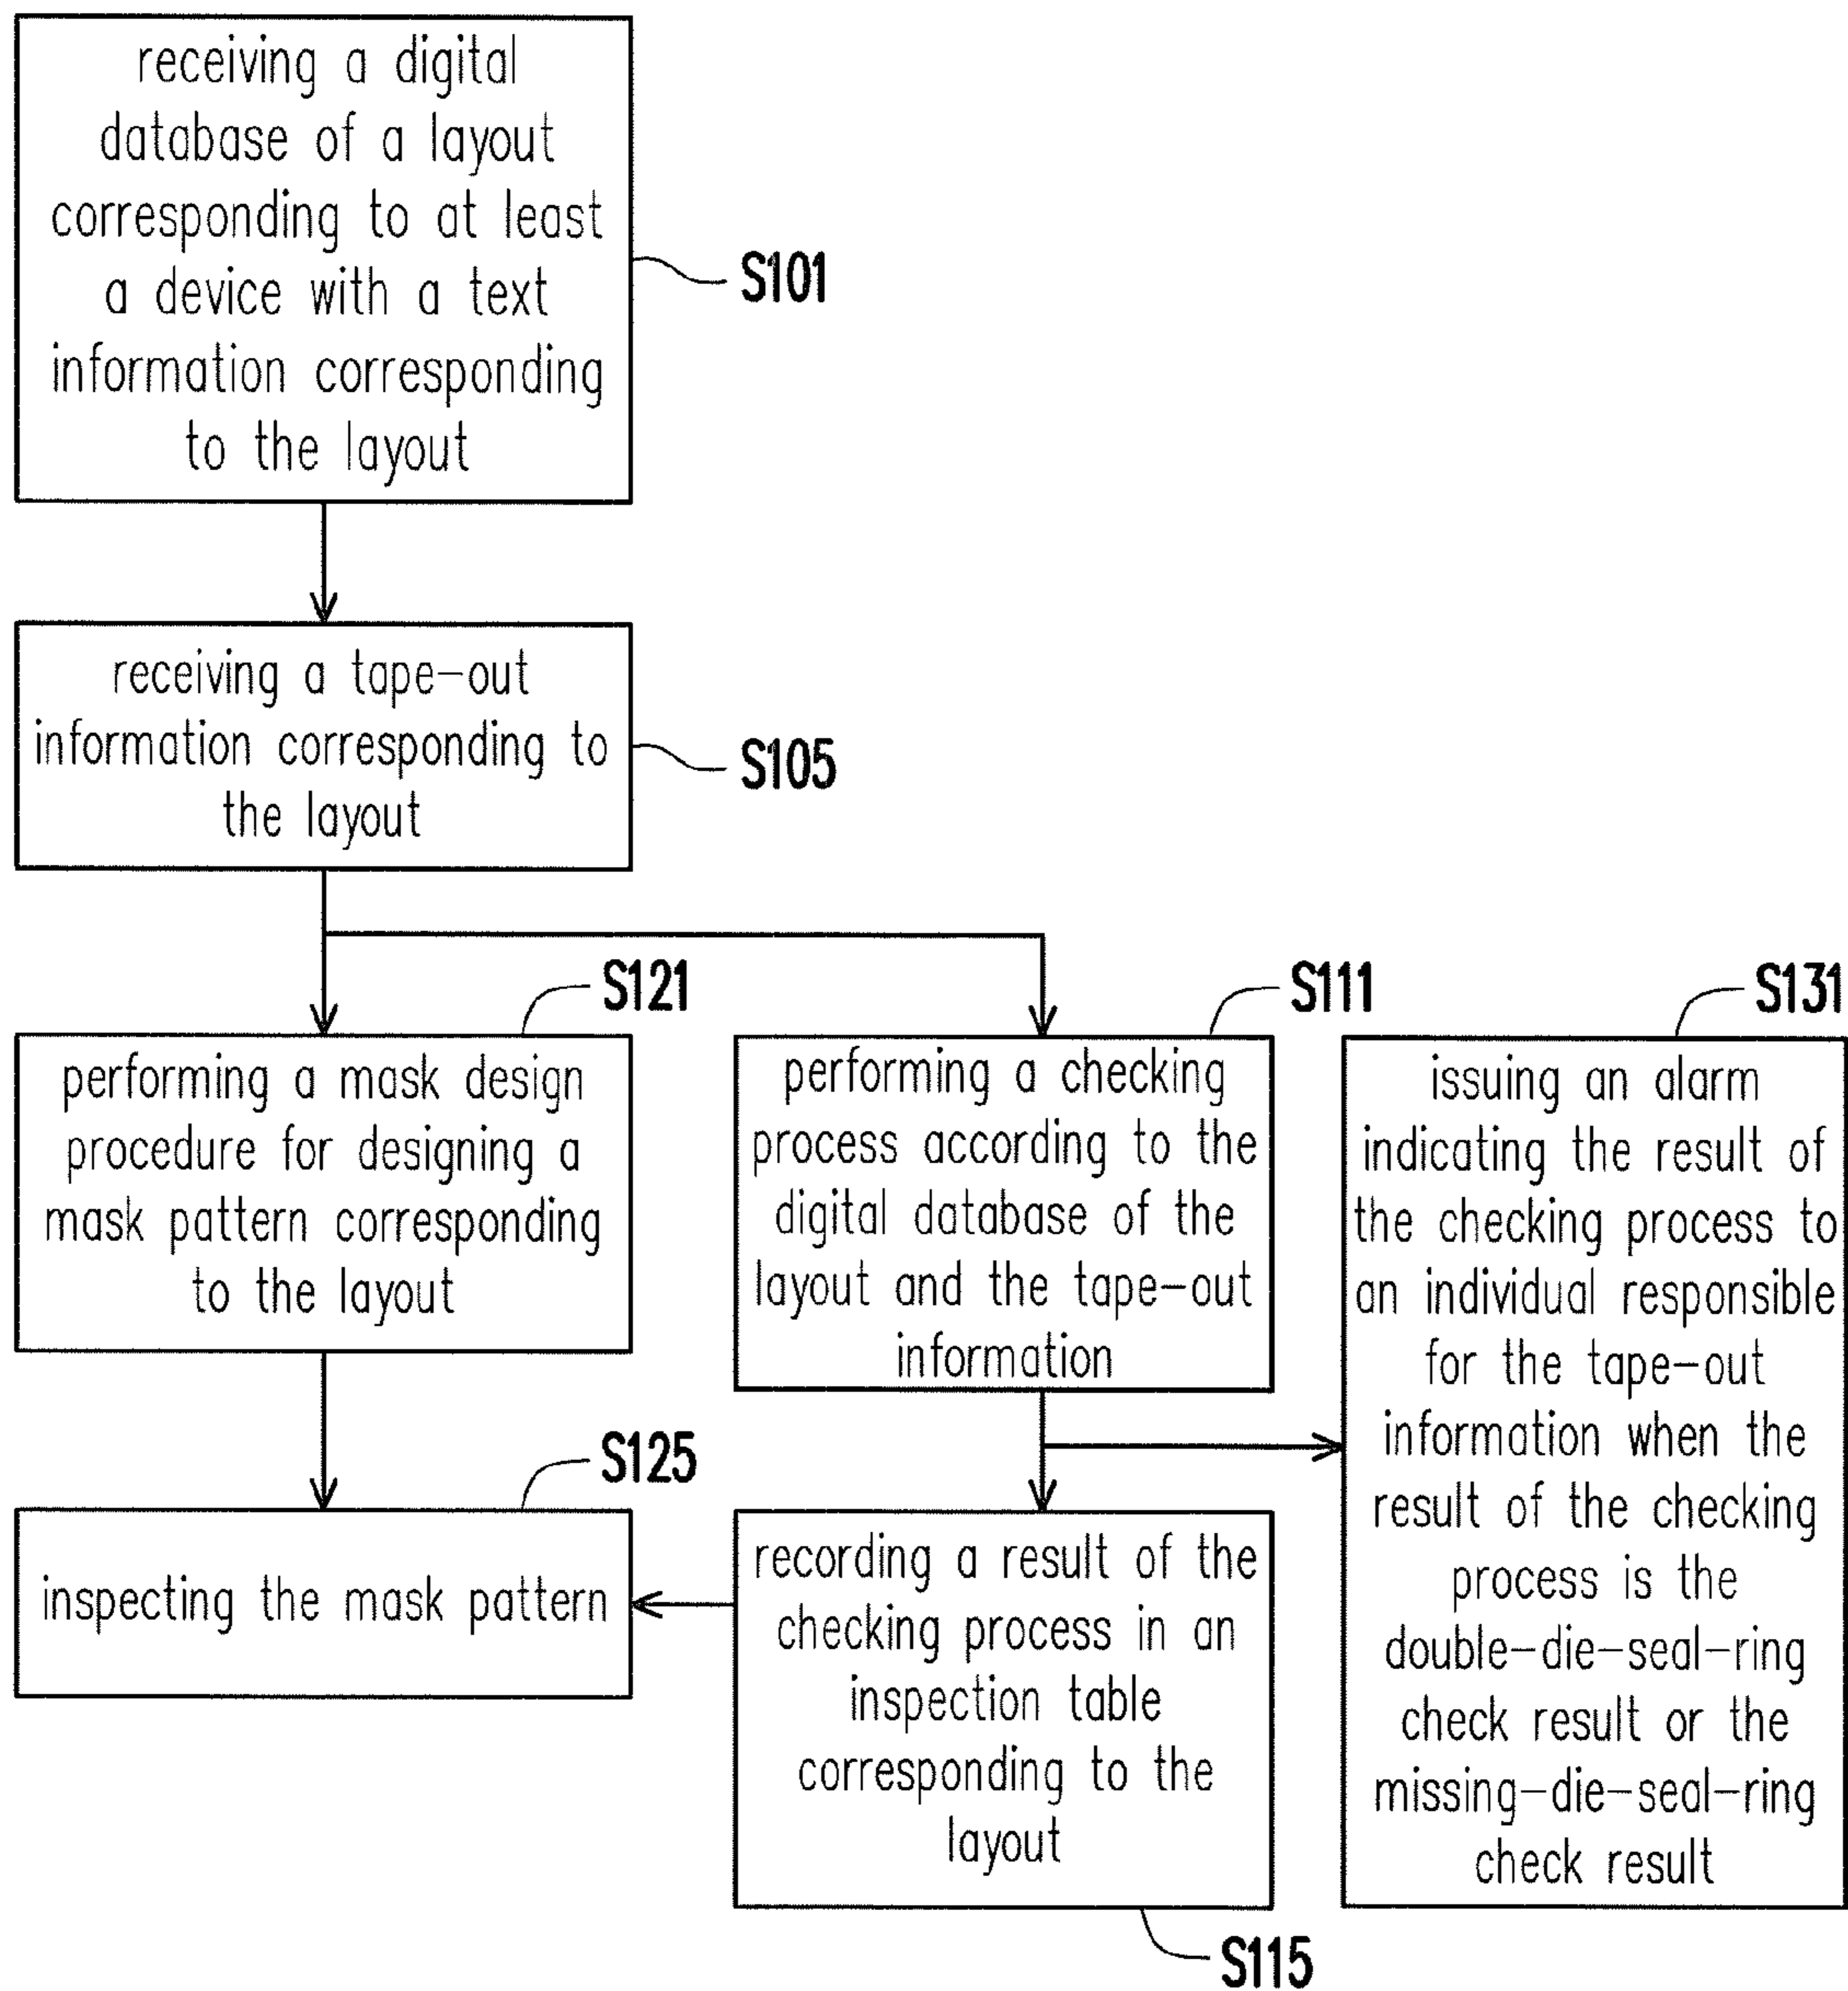 receiving a digital
database of a layout
corresponding to at least
a device with a text
information corresponding
to the layout
S101
receiving a tape-out
information corresponding to
the layout
S105
S121
performing a mask design
procedure for designing a
mask pattern corresponding
to the layout
S111
performing a checking
process according to the
digital database of the
layout and the tape-out
information
S131
issuing an alarm
indicating the result of
the checking process to
an individual responsible
for the tape-out
information when the
result of the checking
process is the
double-die-seal-ring
check result or the
missing-die-seal-ring
check result
S125
inspecting the mask pattern
recording a result of the
checking process in an
inspection table
corresponding to the
layout
S115